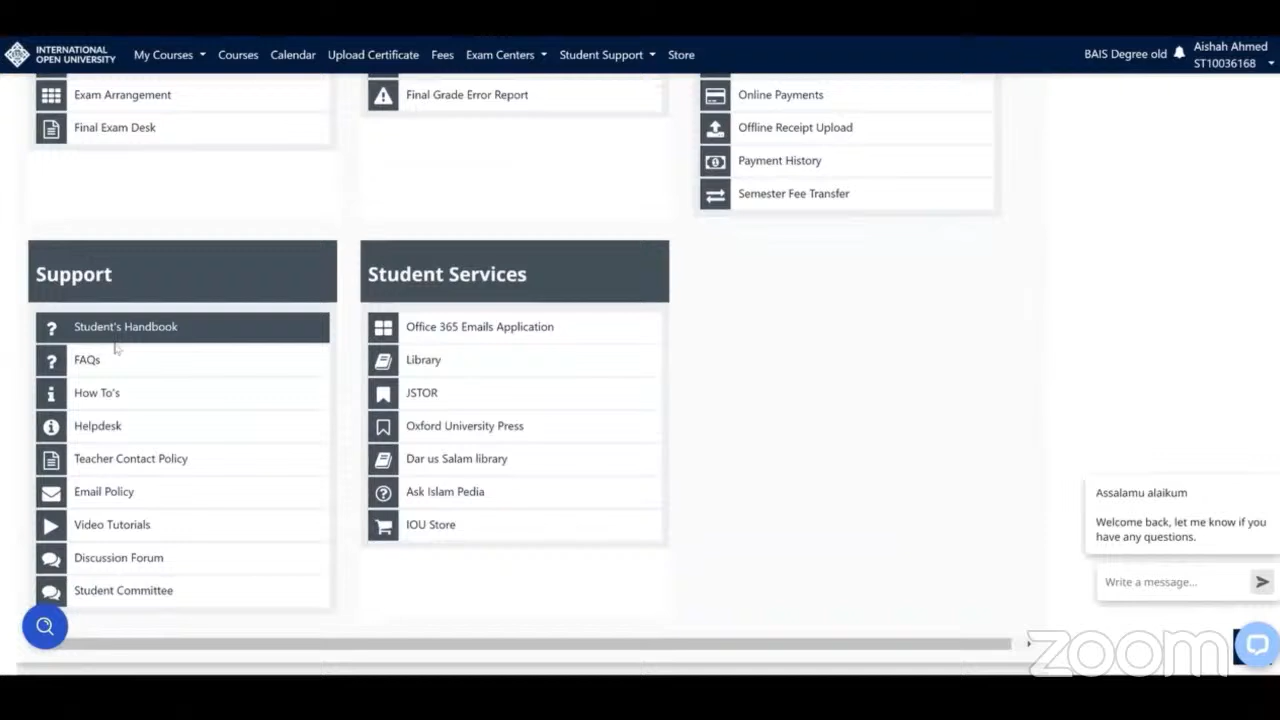 INTERNATIONAL
OPEN UNIVERSITY
My Courses
Courses
Calendar
Upload Certificate
Fees
Exam Centers
Student Support
Store
BAIS Degree old
Aishah Ahmed
ST10036168
Exam Arrangement
Final Exam Desk
Final Grade Error Report
Online Payments
Offline Receipt Upload
Payment History
Semester Fee Transfer
Support
Student's Handbook
FAQs
How To's
Helpdesk
Teacher Contact Policy
Email Policy
Video Tutorials
Discussion Forum
Student Committee
Student Services
Office 365 Emails Application
Library
JSTOR
Oxford University Press
Dar us Salam library
Ask Islam Pedia
IOU Store
Assalamu alaikum
Welcome back, let me know if you
have any questions.
Write a message...
zoom